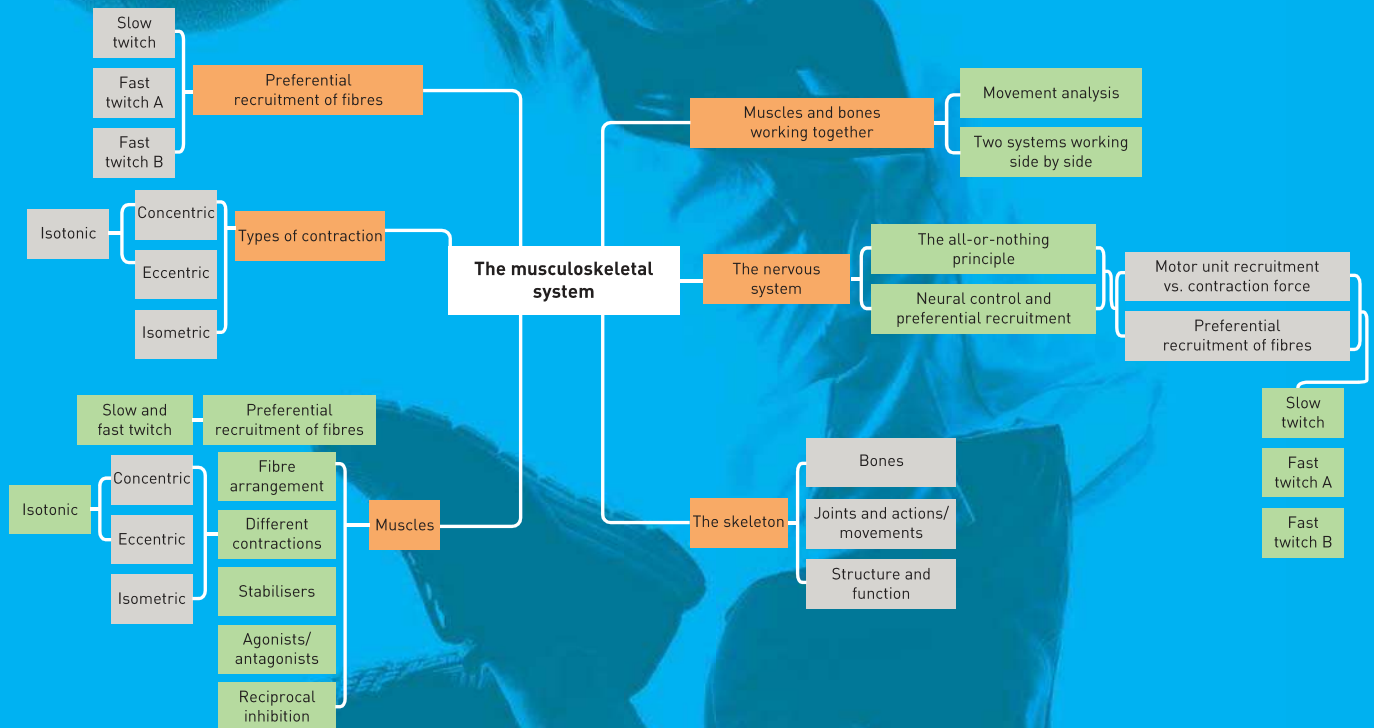 Slow
twitch
Fast
twitch A
Fast
twitch B
Preferential
recruitment of fibres
Isotonic
Concentric
Eccentric
Isometric
Types of contraction
The musculoskeletal
system
Muscles and bones
working together
Movement analysis
Two systems working
side by side
The nervous
system
The all-or-nothing
principle
Neural control and
preferential recruitment
Motor unit recruitment
vs. contraction force
Preferential
recruitment of fibres
Slow
twitch
Fast
twitch A
Fast
twitch B
Slow and
fast twitch
Preferential
recruitment of fibres
Isotonic
Concentric
Eccentric
Isometric
Fibre
arrangement
Different
contractions
Stabilisers
Agonists/
antagonists
Reciprocal
inhibition
Muscles
The skeleton
Bones
Joints and actions/
movements
Structure and
function